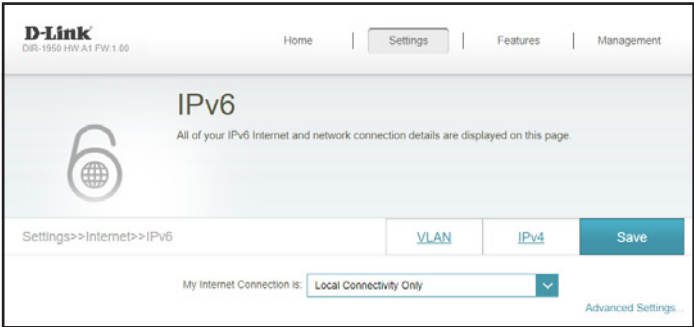 D-Link
DIR-1950 HW:A1 FW:1.00
Home | Settings | Features | Management
IPv6
All of your IPv6 Internet and network connection details are displayed on this page.
Settings>>Internet>>IPv6
VLAN
IPv4
Save
My Internet Connection is: Local Connectivity Only
Advanced Settings...